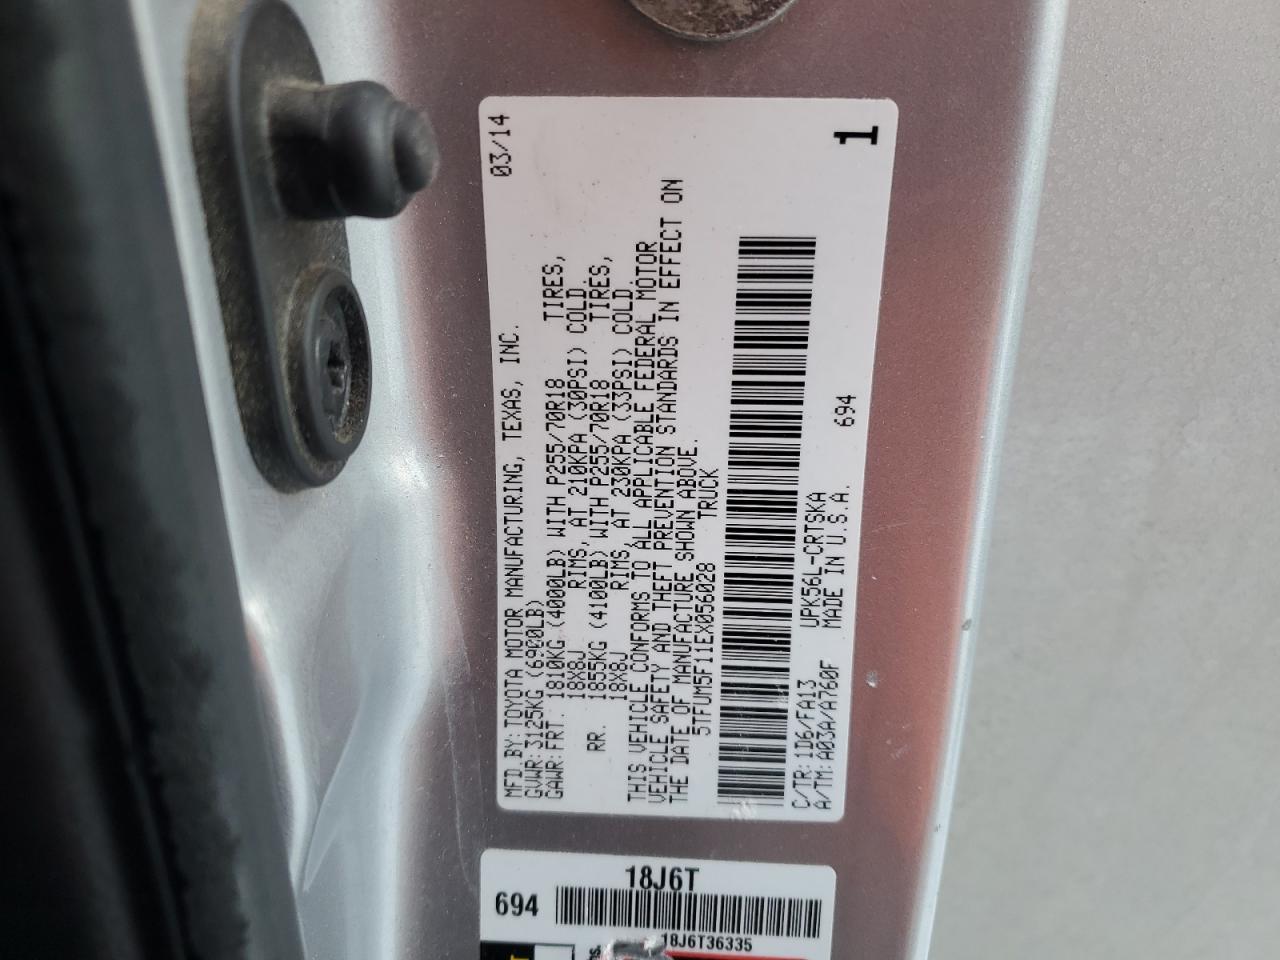 03/14
MFD.BY:TOYOTA MOTOR MANUFACTURING, TEXAS, INC.
GVWR:3125KG(6900LB)
GAWR:FRT. 1810KG (4000LB) WITH P255/70R18 TIRES,
18X8J RIMS, AT 210KPA (30PSI) COLD.
RR. 1855KG (4100LB) WITH P255/70R18 TIRES,
18X8J RIMS, AT 230KPA (33PSI) COLD.
THIS VEHICLE CONFORMS TO ALL APPLICABLE FEDERAL MOTOR
VEHICLE SAFETY AND THEFT PREVENTION STANDARDS IN EFFECT ON
THE DATE OF MANUFACTURE SHOWN ABOVE.
5TFUM5F11EX056028 TRUCK
C/TR:1D6/FA13 UPK56L-CRTSKA
A/TM:A03A/A760F MADE IN U.S.A. 694
1
18J6T
694
18J6T36335